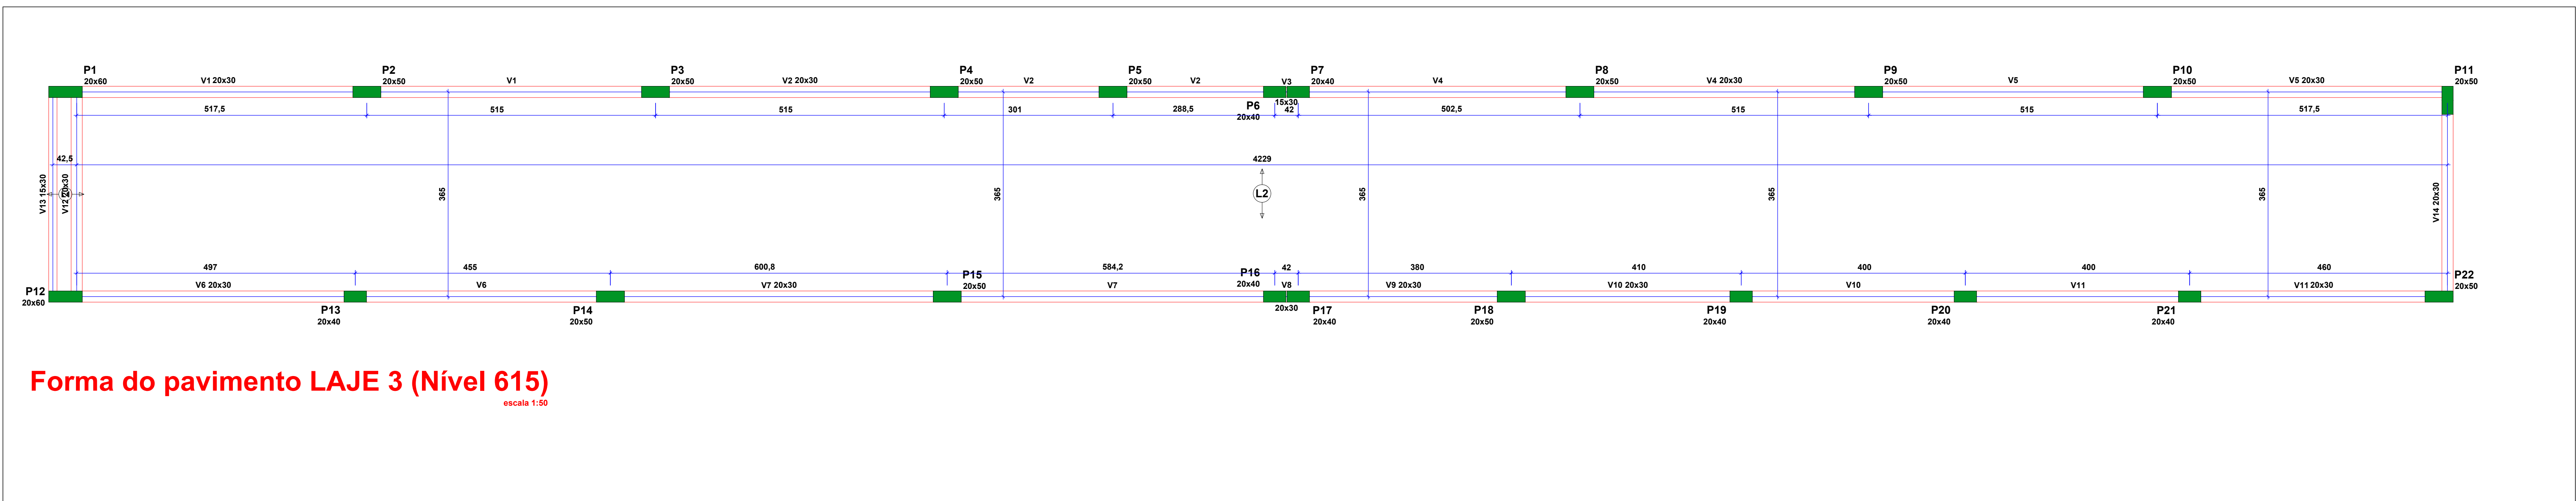 P1
20x60
V1 20x30
P2
20x50
V1
P3
20x50
V2 20x30
P4
20x50
V2
P5
20x50
V2
V3
15x30
P6
20x40
P7
20x40
V4
P8
20x50
V4 20x30
P9
20x50
V5
P10
20x50
V5 20x30
P11
20x50
517,5
515
515
301
288,5
42
502,5
515
515
517,5
42,5
4229
V13 15x30
V12 20x30
365
365
L2
365
365
365
V14 20x30
497
455
600,8
584,2
42
380
410
400
400
460
P12
20x60
V6 20x30
P13
20x40
V6
P14
20x50
V7 20x30
P15
20x50
V7
P16
20x40
V8
20x30
P17
20x40
V9 20x30
P18
20x50
V10 20x30
P19
20x40
V10
P20
20x40
V11
P21
20x40
V11 20x30
P22
20x50
Forma do pavimento LAJE 3 (Nível 615)
escala 1:50